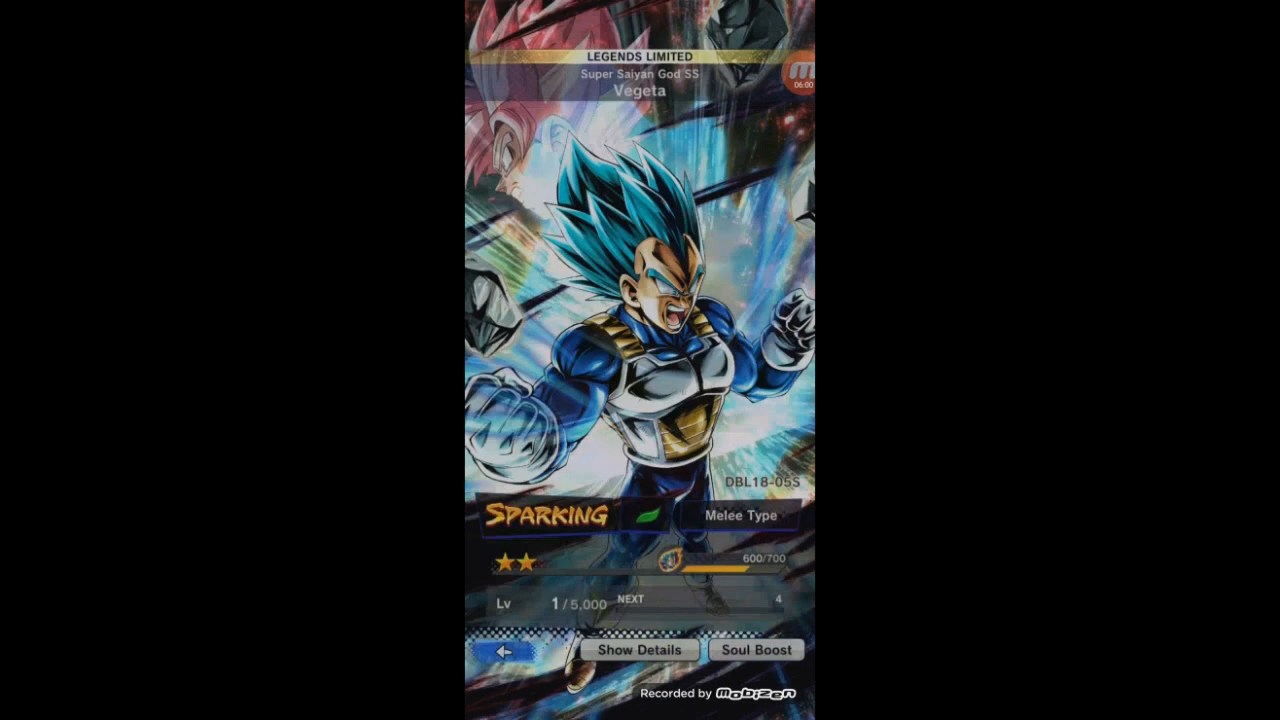 LEGENDS LIMITED
Super Saiyan God SS
Vegeta
06:00
DBL18-05S
SPARKING
Melee Type
600/700
Lv 1/5,000 NEXT 4
Show Details
Soul Boost
Recorded by Mobizen